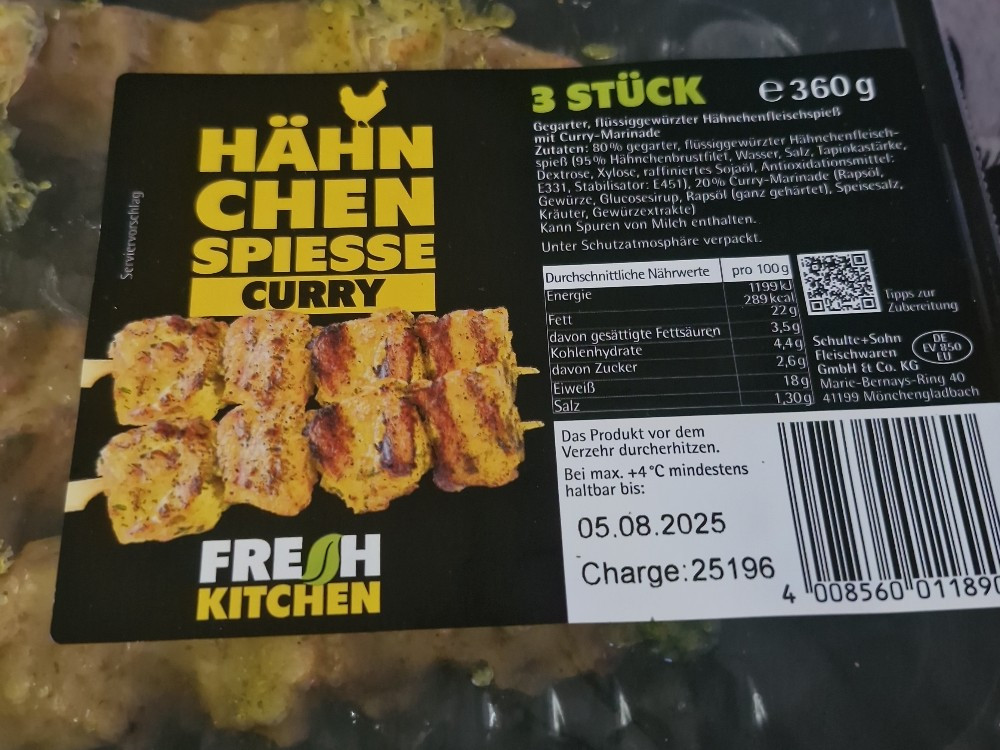 Serviervorschlag
HÄHN
CHEN
SPIESSE
CURRY
FRESH
KITCHEN
3 STÜCK ℮ 360 g
Gegarter, flüssiggewürzter Hähnchenfleischspieß
mit Curry-Marinade
Zutaten: 80% gegarter, flüssiggewürzter Hähnchenfleisch-
spieß (95% Hähnchenbrustfilet, Wasser, Salz, Tapiokastärke,
Dextrose, Xylose, raffiniertes Sojaöl, Antioxidationsmittel:
E331, Stabilisator: E451), 20% Curry-Marinade (Rapsöl,
Gewürze, Glucosesirup, Rapsöl (ganz gehärtet), Speisesalz,
Kräuter, Gewürzextrakte)
Kann Spuren von Milch enthalten.
Unter Schutzatmosphäre verpackt.
Durchschnittliche Nährwerte pro 100 g
Energie 1199 kJ
289 kcal
Fett 22 g
davon gesättigte Fettsäuren 3,5 g
Kohlenhydrate 4,4 g
davon Zucker 2,6 g
Eiweiß 18 g
Salz 1,30 g
Tipps zur
Zubereitung
Schulte+Sohn
Fleischwaren
GmbH & Co. KG
Marie-Bernays-Ring 40
41199 Mönchengladbach
DE
EV 850
EU
Das Produkt vor dem
Verzehr durcherhitzen.
Bei max. +4°C mindestens
haltbar bis:
05.08.2025
Charge:25196
4 008560 011890